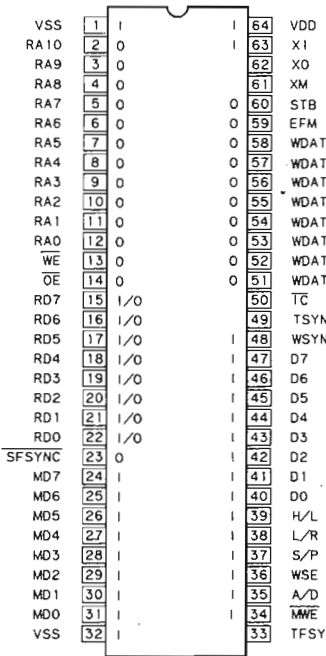 VSS 1 I I 64 VDD
RA10 2 O I 63 XI
RA9 3 O 62 XO
RA8 4 O 61 XM
RA7 5 O O 60 STB
RA6 6 O O 59 EFM
RA5 7 O O 58 WDAT
RA4 8 O O 57 WDAT
RA3 9 O O 56 WDAT
RA2 10 O O 55 WDAT
RA1 11 O O 54 WDAT
RA0 12 O O 53 WDAT
WE 13 O O 52 WDAT
OE 14 O O 51 WDAT
RD7 15 I/O 50 TC
RD6 16 I/O 49 TSYN
RD5 17 I/O I 48 WSYN
RD4 18 I/O I 47 D7
RD3 19 I/O I 46 D6
RD2 20 I/O I 45 D5
RD1 21 I/O I 44 D4
RD0 22 I/O I 43 D3
SFSYNC 23 O I 42 D2
MD7 24 I I 41 D1
MD6 25 I I 40 D0
MD5 26 I I 39 H/L
MD4 27 I I 38 L/R
MD3 28 I I 37 S/P
MD2 29 I I 36 WSE
MD1 30 I I 35 A/D
MD0 31 I I 34 MWE
VSS 32 I 33 TFSY